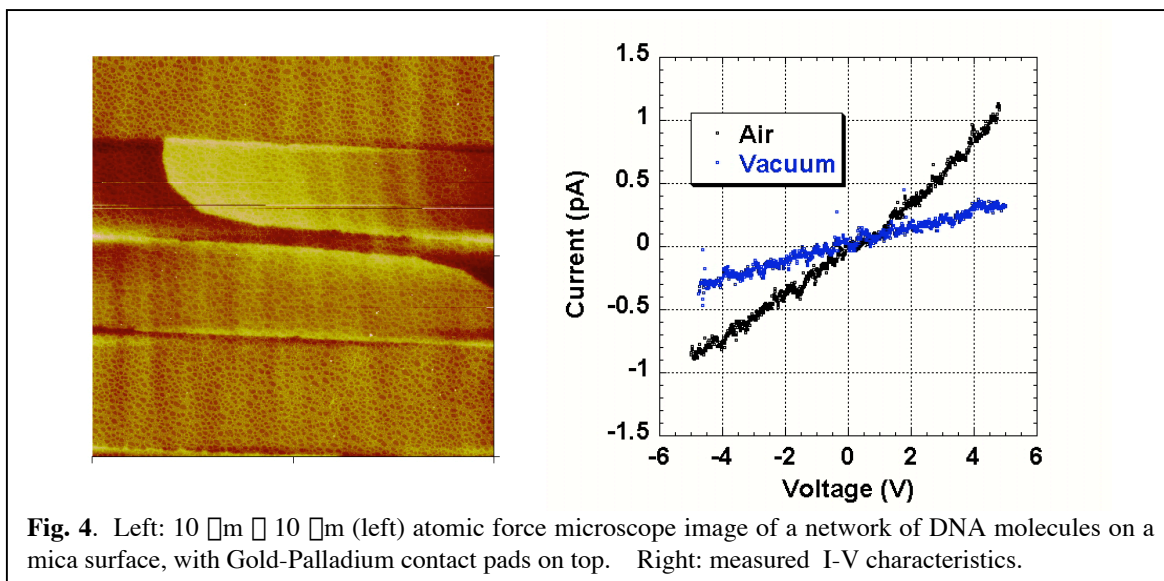 1.5
1
0.5
0
-0.5
-1
-1.5
Air
Vacuum
Current (pA)
-6 -4 -2 0 2 4 6
Voltage (V)
Fig. 4. Left: 10 □m □ 10 □m (left) atomic force microscope image of a network of DNA molecules on a
mica surface, with Gold-Palladium contact pads on top. Right: measured I-V characteristics.